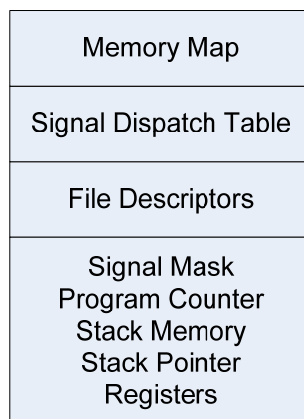 Memory Map
Signal Dispatch Table
File Descriptors
Signal Mask
Program Counter
Stack Memory
Stack Pointer
Registers